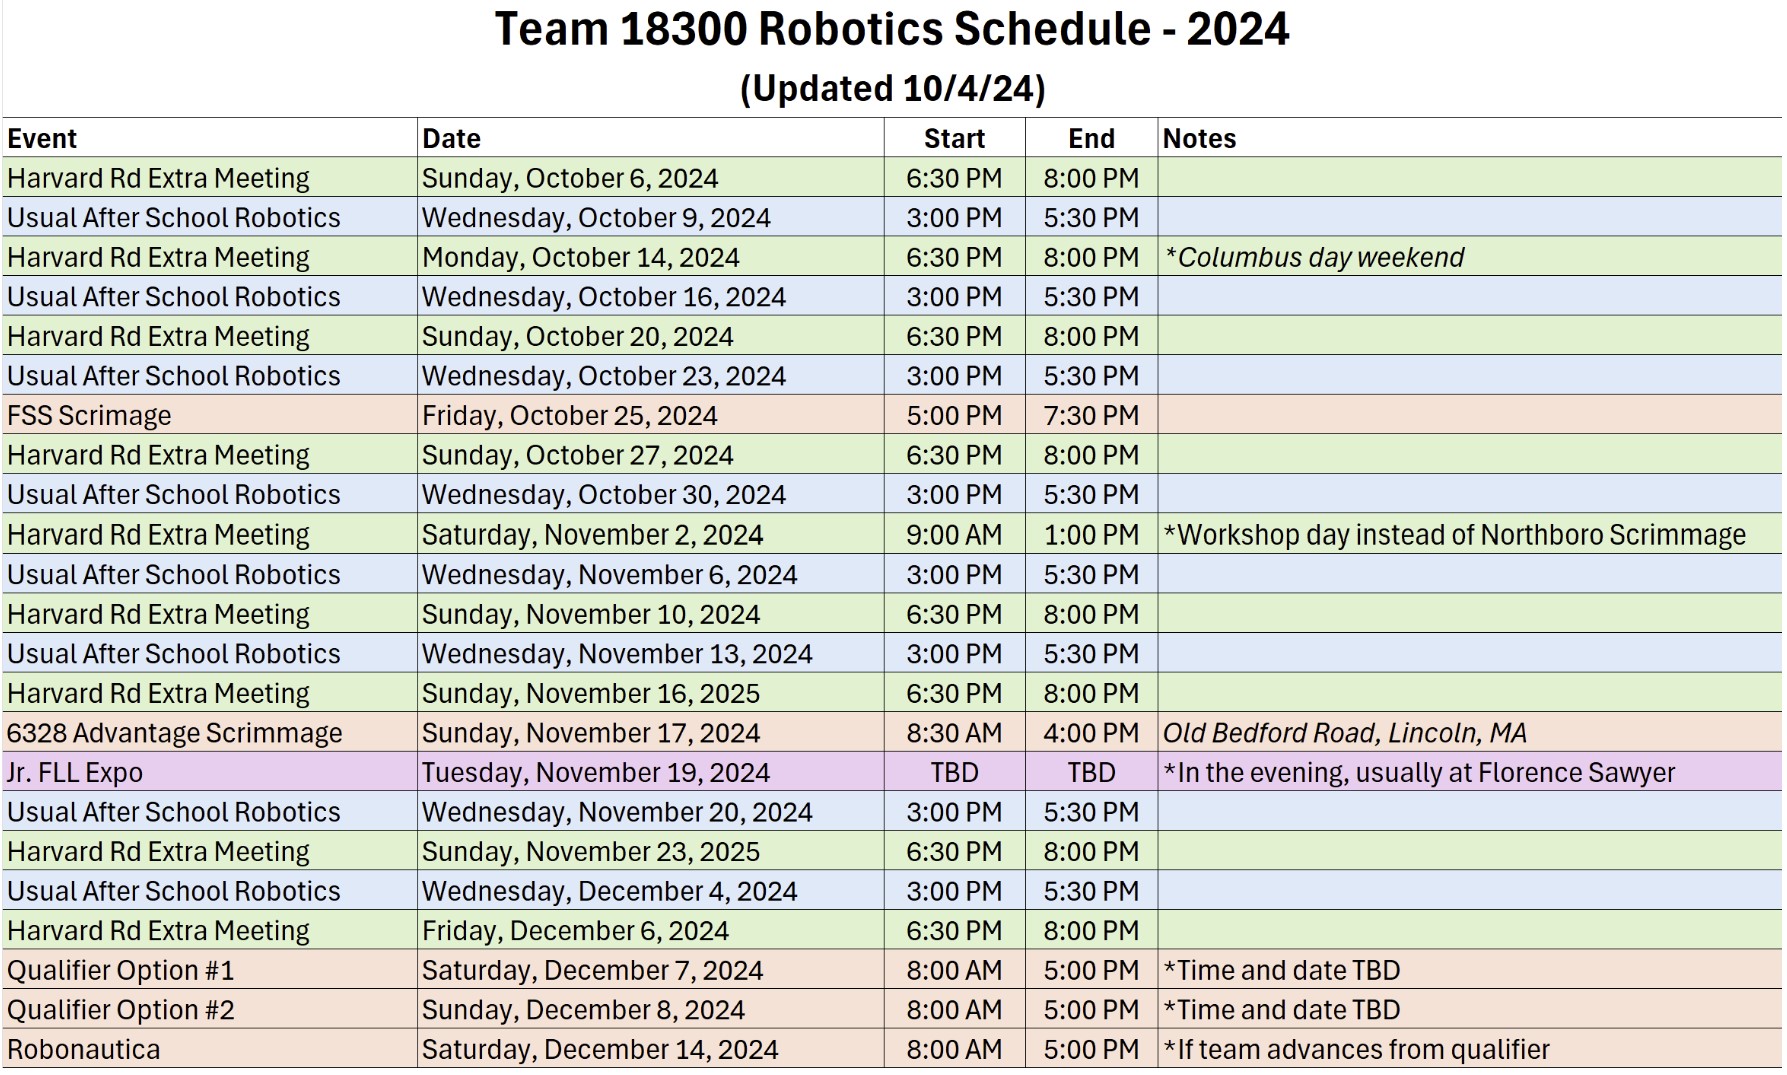 Team 18300 Robotics Schedule - 2024
(Updated 10/4/24)
Event Date Start End Notes
Harvard Rd Extra Meeting Sunday, October 6, 2024 6:30 PM 8:00 PM
Usual After School Robotics Wednesday, October 9, 2024 3:00 PM 5:30 PM
Harvard Rd Extra Meeting Monday, October 14, 2024 6:30 PM 8:00 PM *Columbus day weekend
Usual After School Robotics Wednesday, October 16, 2024 3:00 PM 5:30 PM
Harvard Rd Extra Meeting Sunday, October 20, 2024 6:30 PM 8:00 PM
Usual After School Robotics Wednesday, October 23, 2024 3:00 PM 5:30 PM
FSS Scrimage Friday, October 25, 2024 5:00 PM 7:30 PM
Harvard Rd Extra Meeting Sunday, October 27, 2024 6:30 PM 8:00 PM
Usual After School Robotics Wednesday, October 30, 2024 3:00 PM 5:30 PM
Harvard Rd Extra Meeting Saturday, November 2, 2024 9:00 AM 1:00 PM *Workshop day instead of Northboro Scrimmage
Usual After School Robotics Wednesday, November 6, 2024 3:00 PM 5:30 PM
Harvard Rd Extra Meeting Sunday, November 10, 2024 6:30 PM 8:00 PM
Usual After School Robotics Wednesday, November 13, 2024 3:00 PM 5:30 PM
Harvard Rd Extra Meeting Sunday, November 16, 2025 6:30 PM 8:00 PM
6328 Advantage Scrimmage Sunday, November 17, 2024 8:30 AM 4:00 PM Old Bedford Road, Lincoln, MA
Jr. FLL Expo Tuesday, November 19, 2024 TBD TBD *In the evening, usually at Florence Sawyer
Usual After School Robotics Wednesday, November 20, 2024 3:00 PM 5:30 PM
Harvard Rd Extra Meeting Sunday, November 23, 2025 6:30 PM 8:00 PM
Usual After School Robotics Wednesday, December 4, 2024 3:00 PM 5:30 PM
Harvard Rd Extra Meeting Friday, December 6, 2024 6:30 PM 8:00 PM
Qualifier Option #1 Saturday, December 7, 2024 8:00 AM 5:00 PM *Time and date TBD
Qualifier Option #2 Sunday, December 8, 2024 8:00 AM 5:00 PM *Time and date TBD
Robonautica Saturday, December 14, 2024 8:00 AM 5:00 PM *If team advances from qualifier